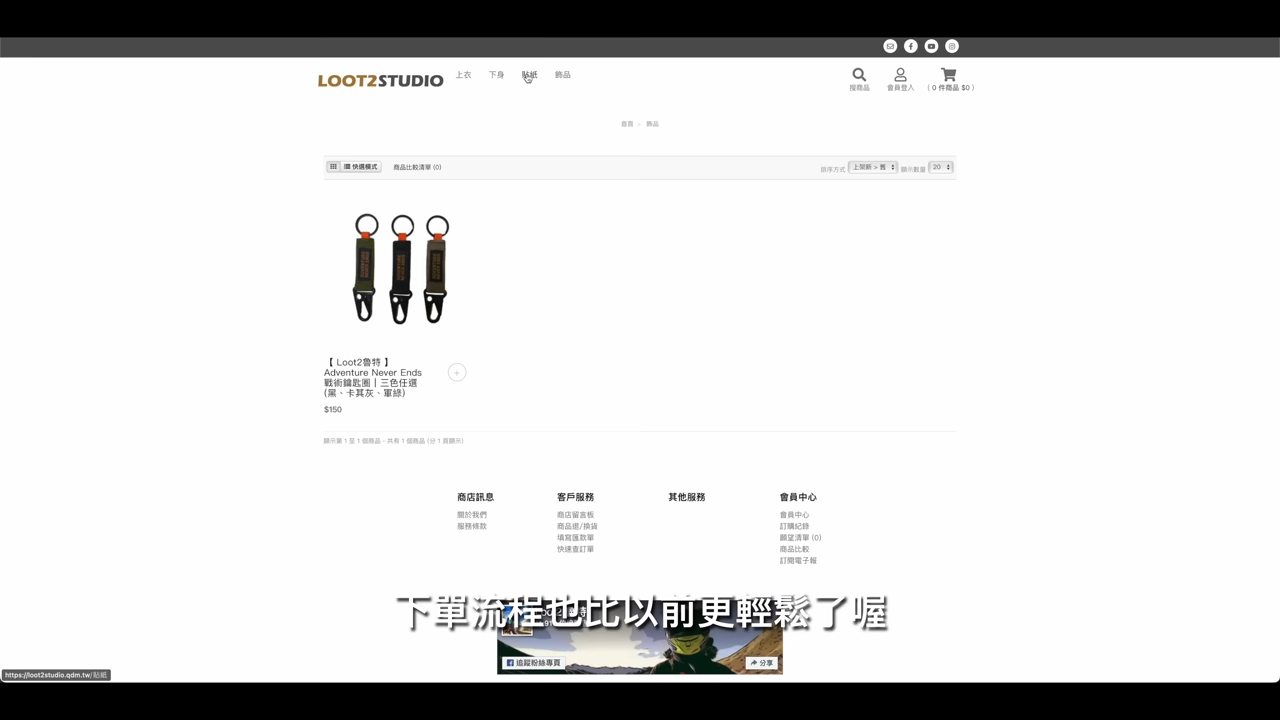 LOOT2STUDIO
上衣 下身 貼紙 飾品
搜商品 會員登入 ( 0 件商品 $0 )
首頁 » 飾品
快選模式 商品比較清單 (0) 排序方式 上架新 > 舊 顯示數量 20
【 Loot2魯特 】
Adventure Never Ends
戰術鑰匙圈 | 三色任選
(黑、卡其灰、軍綠)
$150
顯示第 1 至 1 個商品，共有 1 個商品 (分 1 頁顯示)
商店訊息 客戶服務 其他服務 會員中心
關於我們 商店留言板 會員中心
服務條款 商品退/換貨 訂購紀錄
填寫匯款單 願望清單 (0)
快速查訂單 商品比較
訂閱電子報
下單流程也比以前更輕鬆了喔
追蹤粉絲專頁 分享
https://loot2studio.qdm.tw/貼紙